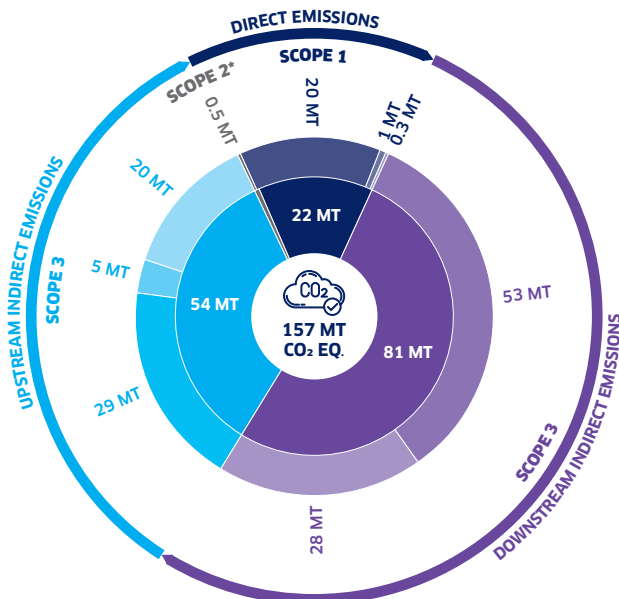 DIRECT EMISSIONS
SCOPE 1
SCOPE 2*
20 MT
0.5 MT
1 MT
0.3 MT
22 MT
20 MT
5 MT
UPSTREAM INDIRECT EMISSIONS
SCOPE 3
54 MT
CO₂
157 MT
CO₂ EQ.
81 MT
53 MT
29 MT
28 MT
SCOPE 3
DOWNSTREAM INDIRECT EMISSIONS